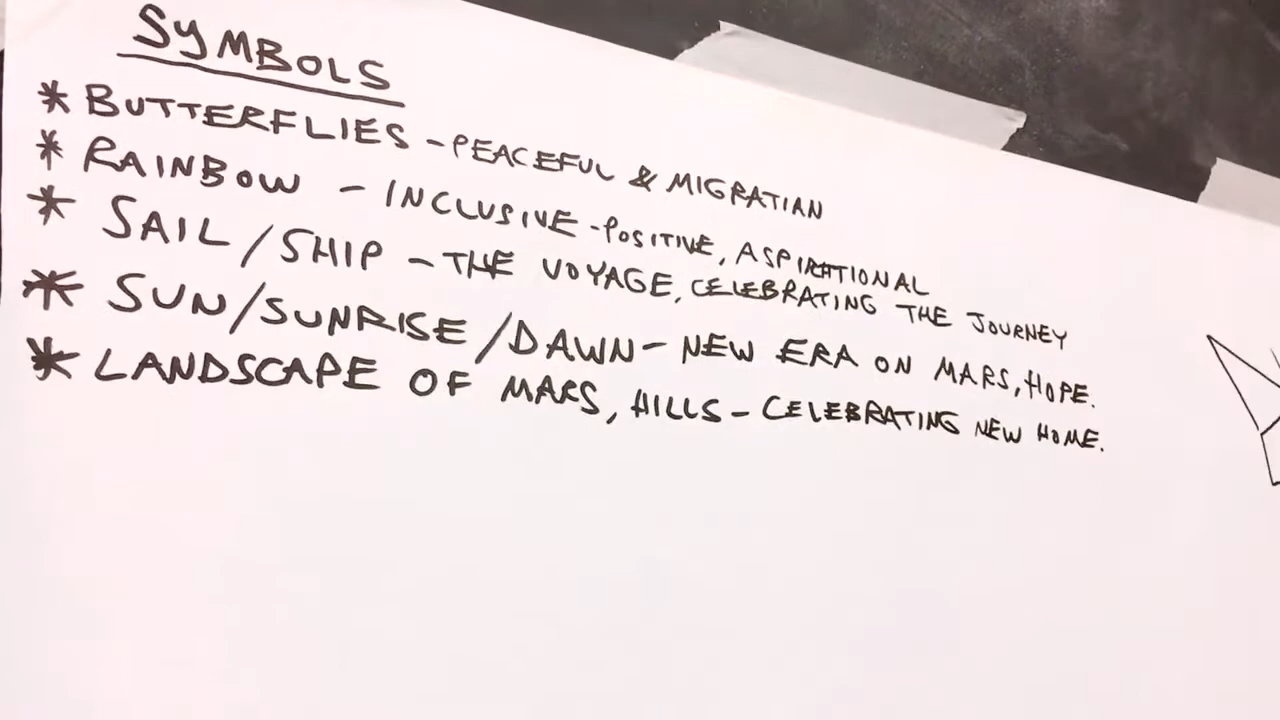 SYMBOLS
* BUTTERFLIES - PEACEFUL & MIGRATIAN
* RAINBOW - INCLUSIVE - POSITIVE, ASPIRATIONAL
* SAIL/SHIP - THE VOYAGE, CELEBRATING THE JOURNEY
* SUN/SUNRISE/DAWN - NEW ERA ON MARS, HOPE.
* LANDSCAPE OF MARS, HILLS - CELEBRATING NEW HOME.